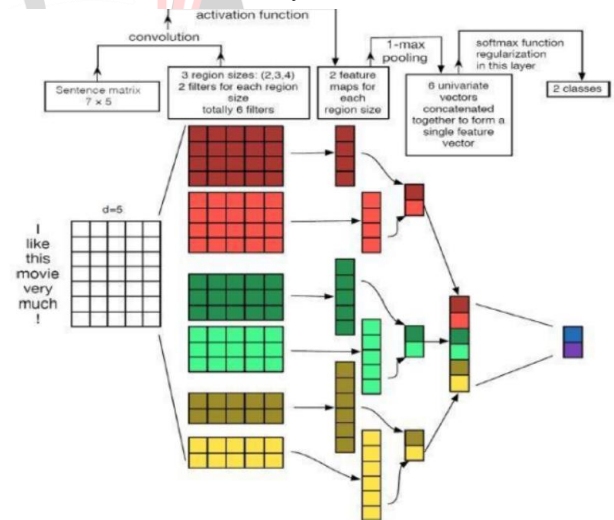 activation function
convolution
1-max
pooling
softmax function
regularization
in this layer
3 region sizes: (2,3,4)
2 filters for each region
size
totally 6 filters
2 feature
maps for
each
region size
Sentence matrix
7 × 5
6 univariate
vectors
concatenated
together to form a
single feature
vector
2 classes
d=5
I
like
this
movie
very
much
!